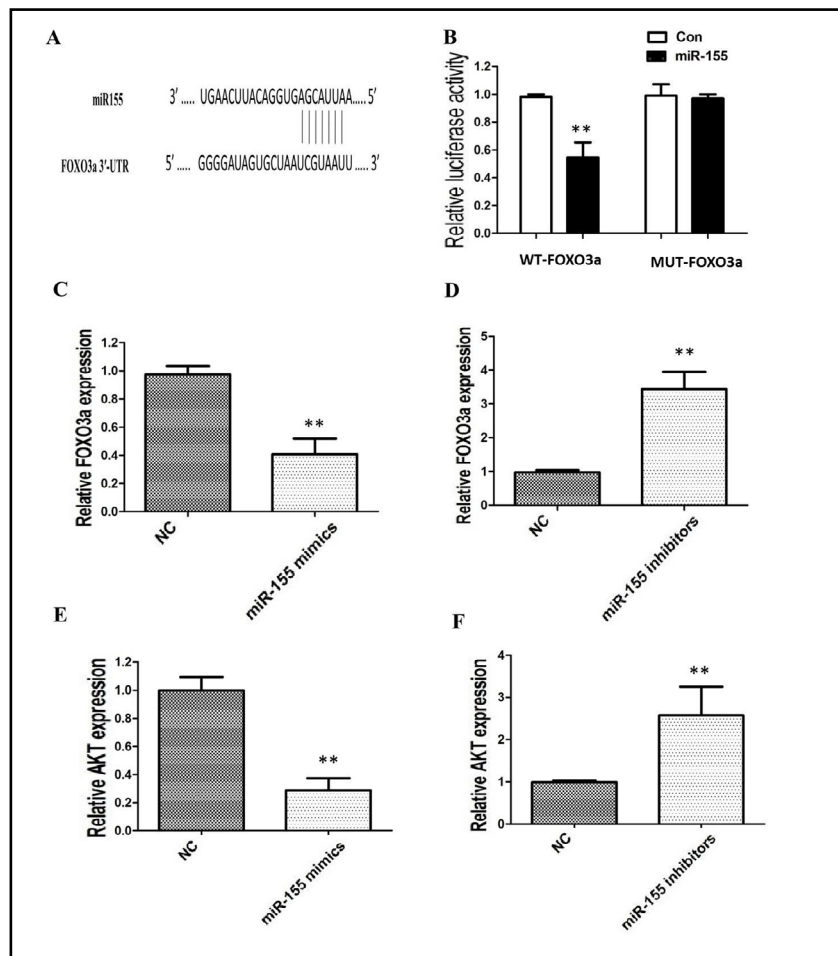 A
miR155 3′ ..... UGAACUUACAGGUGAGCAUUAA..... 5′
FOXO3a 3′-UTR 5′ ..... GGGGAUAGUGCUAAUCGUAAUU ..... 3′
B
Con
miR-155
Relative luciferase activity
1.2
1.0
0.8
0.6
0.4
0.2
0.0
**
WT-FOXO3a MUT-FOXO3a
C
Relative FOXO3a expression
1.2
1.0
0.8
0.6
0.4
0.2
0.0
**
NC
miR-155 mimics
D
Relative FOXO3a expression
5
4
3
2
1
0
**
NC
miR-155 inhibitors
E
Relative AKT expression
1.2
1.0
0.8
0.6
0.4
0.2
0.0
**
NC
miR-155 mimics
F
Relative AKT expression
4
3
2
1
0
**
NC
miR-155 inhibitors